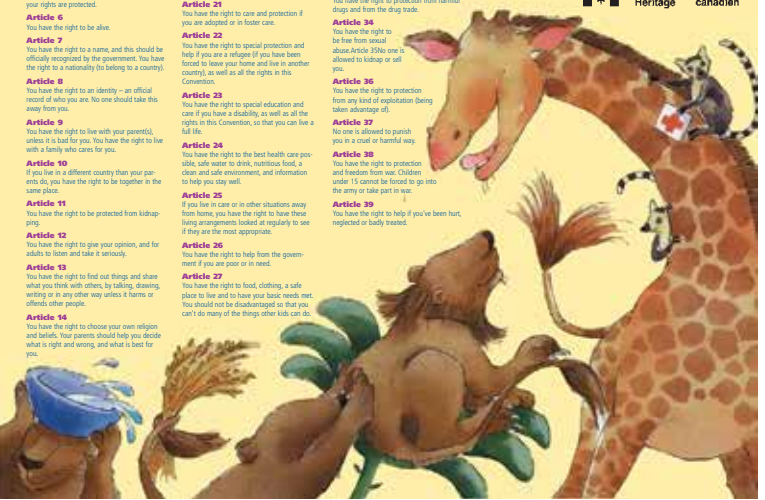 your rights are protected.
Article 6
You have the right to be alive.
Article 7
You have the right to a name, and this should be
officially recognized by the government. You have
the right to a nationality (to belong to a country).
Article 8
You have the right to an identity – an official
record of who you are. No one should take this
away from you.
Article 9
You have the right to live with your parent(s),
unless it is bad for you. You have the right to live
with a family who cares for you.
Article 10
If you live in a different country than your par-
ents do, you have the right to be together in the
same place.
Article 11
You have the right to be protected from kidnap-
ping.
Article 12
You have the right to give your opinion, and for
adults to listen and take it seriously.
Article 13
You have the right to find out things and share
what you think with others, by talking, drawing,
writing or in any other way unless it harms or
offends other people.
Article 14
You have the right to choose your own religion
and beliefs. Your parents should help you decide
what is right and wrong, and what is best for
you.
Article 21
You have the right to care and protection if
you are adopted or in foster care.
Article 22
You have the right to special protection and
help if you are a refugee (if you have been
forced to leave your home and live in another
country), as well as all the rights in this
Convention.
Article 23
You have the right to special education and
care if you have a disability, as well as all the
rights in this Convention, so that you can live a
full life.
Article 24
You have the right to the best health care pos-
sible, safe water to drink, nutritious food, a
clean and safe environment, and information
to help you stay well.
Article 25
If you live in care or in other situations away
from home, you have the right to have these
living arrangements looked at regularly to see
if they are the most appropriate.
Article 26
You have the right to help from the govern-
ment if you are poor or in need.
Article 27
You have the right to food, clothing, a safe
place to live and to have your basic needs met.
You should not be disadvantaged so that you
can't do many of the things other kids can do.
You have the right to protection from harmful
drugs and from the drug trade.
Article 34
You have the right to
be free from sexual
abuse.Article 35No one is
allowed to kidnap or sell
you.
Article 36
You have the right to protection
from any kind of exploitation (being
taken advantage of).
Article 37
No one is allowed to punish
you in a cruel or harmful way.
Article 38
You have the right to protection
and freedom from war. Children
under 15 cannot be forced to go into
the army or take part in war.
Article 39
You have the right to help if you've been hurt,
neglected or badly treated.
Heritage canadien